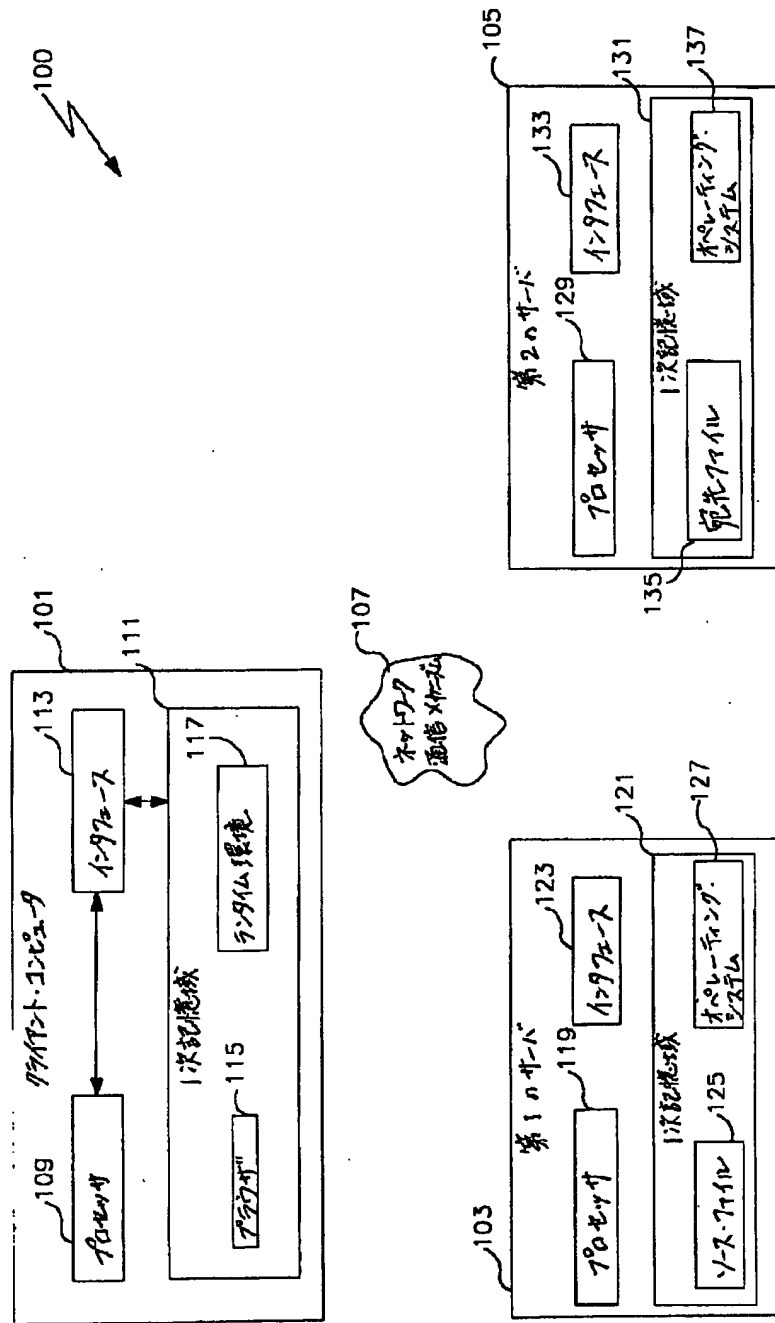 100
101
クライアント・コンピュータ
109
プロセッサ
113
インタフェース
111
1次記憶域
115
ブラウザ
117
ランタイム環境
107
ネットワーク
通信メカニズム
103
第1のサーバ
119
プロセッサ
123
インタフェース
121
1次記憶域
125
ソース・ファイル
127
オペレーティング・
システム
105
第2のサーバ
129
プロセッサ
133
インタフェース
131
1次記憶域
135
宛先ファイル
137
オペレーティング・
システム